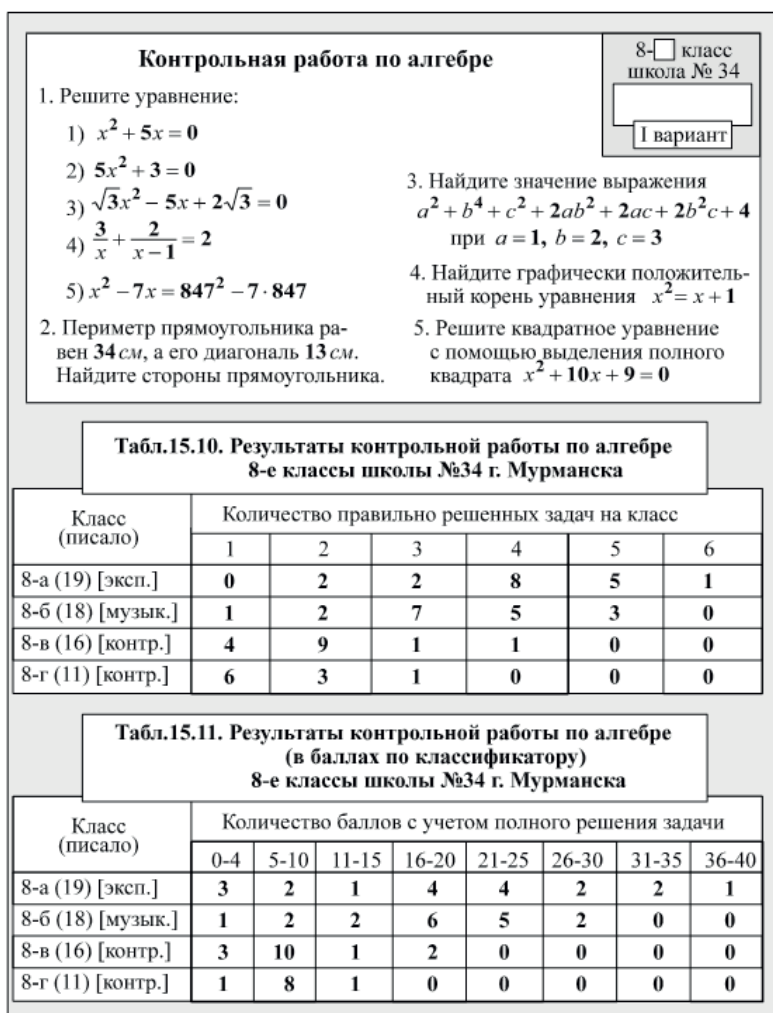 Контрольная работа по алгебре
8-□ класс
школа № 34
I вариант
1. Решите уравнение:
1) x² + 5x = 0
2) 5x² + 3 = 0
3) √3x² − 5x + 2√3 = 0
4) 3/x + 2/(x − 1) = 2
5) x² − 7x = 847² − 7 · 847
2. Периметр прямоугольника ра-
вен 34 см, а его диагональ 13 см.
Найдите стороны прямоугольника.
3. Найдите значение выражения
a² + b⁴ + c² + 2ab² + 2ac + 2b²c + 4
при a = 1, b = 2, c = 3
4. Найдите графически положитель-
ный корень уравнения x² = x + 1
5. Решите квадратное уравнение
с помощью выделения полного
квадрата x² + 10x + 9 = 0
Табл.15.10. Результаты контрольной работы по алгебре
8-е классы школы №34 г. Мурманска
Класс
(писало)
Количество правильно решенных задач на класс
1 2 3 4 5 6
8-а (19) [эксп.] 0 2 2 8 5 1
8-б (18) [музык.] 1 2 7 5 3 0
8-в (16) [контр.] 4 9 1 1 0 0
8-г (11) [контр.] 6 3 1 0 0 0
Табл.15.11. Результаты контрольной работы по алгебре
(в баллах по классификатору)
8-е классы школы №34 г. Мурманска
Класс
(писало)
Количество баллов с учетом полного решения задачи
0-4 5-10 11-15 16-20 21-25 26-30 31-35 36-40
8-а (19) [эксп.] 3 2 1 4 4 2 2 1
8-б (18) [музык.] 1 2 2 6 5 2 0 0
8-в (16) [контр.] 3 10 1 2 0 0 0 0
8-г (11) [контр.] 1 8 1 0 0 0 0 0